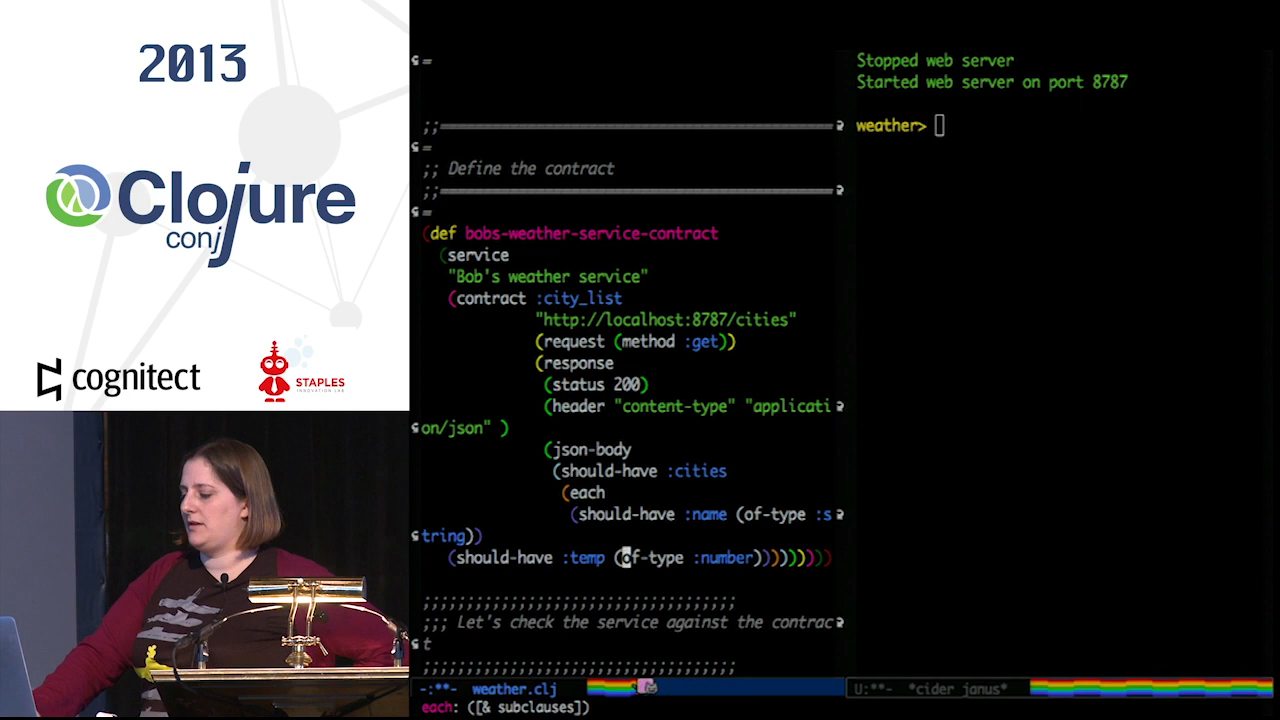 2013
Clojure
conj
cognitect
STAPLES
INNOVATION LAB
=
;;=============================================
=
;; Define the contract
;;=============================================
=
(def bobs-weather-service-contract
(service
"Bob's weather service"
(contract :city_list
"http://localhost:8787/cities"
(request (method :get))
(response
(status 200)
(header "content-type" "applicati
on/json" )
(json-body
(should-have :cities
(each
(should-have :name (of-type :s
tring))
(should-have :temp (of-type :number)))))))))
;;;;;;;;;;;;;;;;;;;;;;;;;;;;;;;;;;;;
;;; Let's check the service against the contrac
t
;;;;;;;;;;;;;;;;;;;;;;;;;;;;;;;;;;;;
-:**- weather.clj
each: ([& subclauses])
Stopped web server
Started web server on port 8787
weather>
U:**- *cider janus*